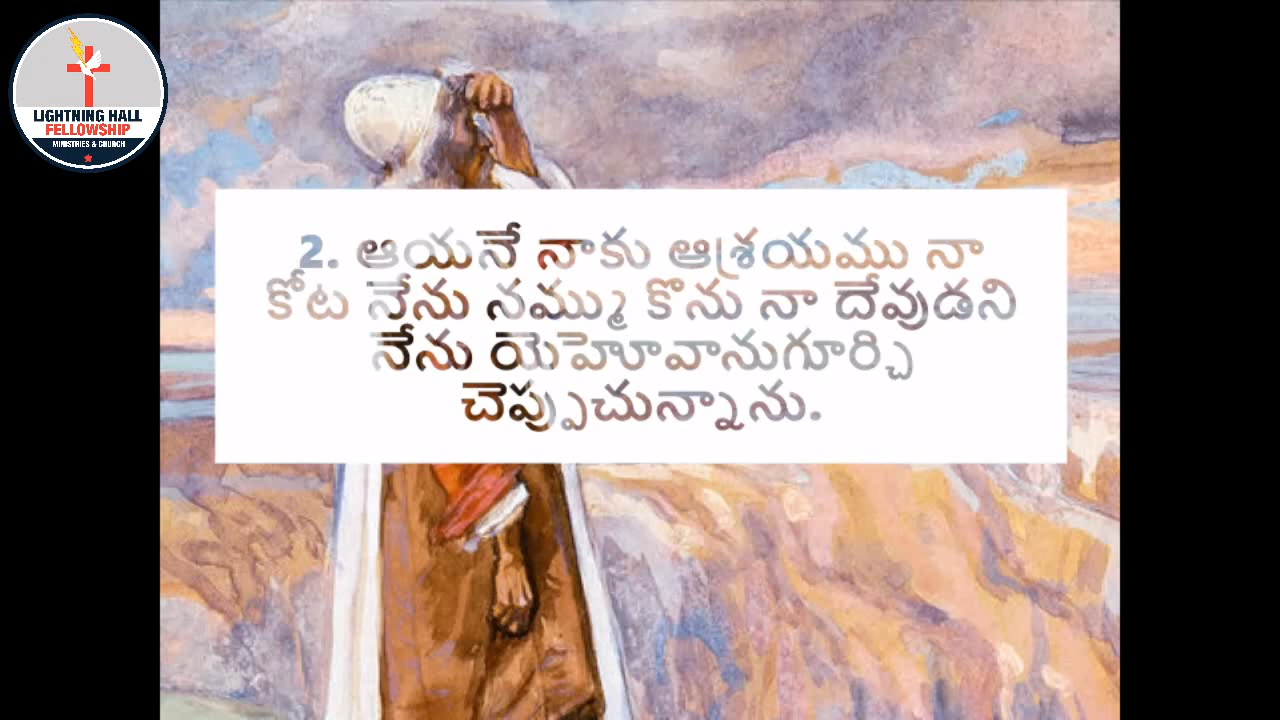 LIGHTNING HALL
FELLOWSHIP
MINISTRIES & CHURCH
2. ఆయనే నాకు ఆశ్రయము నా
కోట నేను నమ్ము కొను నా దేవుడని
నేను యెహోవానుగూర్చి
చెప్పుచున్నాను.